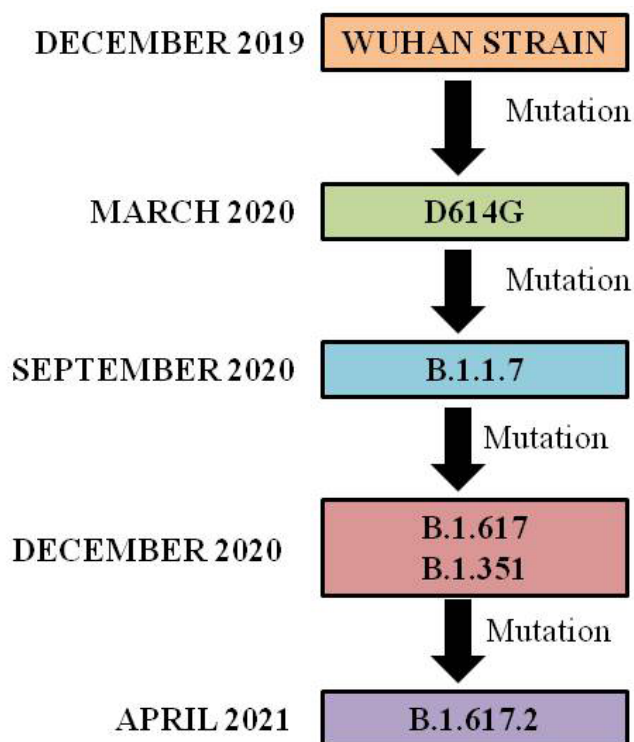 DECEMBER 2019 WUHAN STRAIN
Mutation
MARCH 2020 D614G
Mutation
SEPTEMBER 2020 B.1.1.7
Mutation
B.1.617
DECEMBER 2020
B.1.351
Mutation
APRIL 2021 B.1.617.2